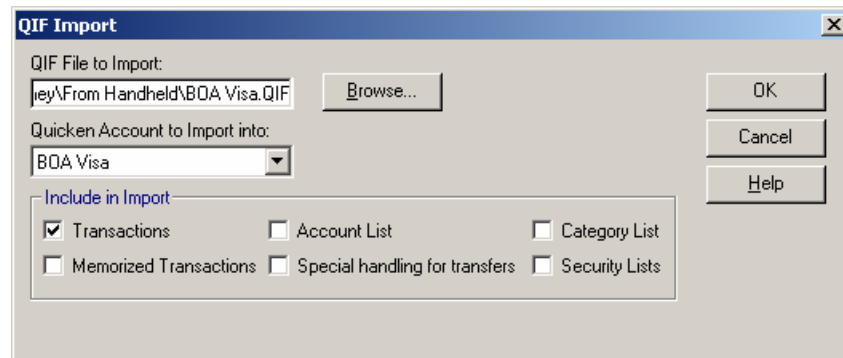 QIF Import
QIF File to Import:
ey\From Handheld\BOA Visa.QIF
Browse...
OK
Quicken Account to Import into:
Cancel
BOA Visa
Help
Include in Import
Transactions
Account List
Category List
Memorized Transactions
Special handling for transfers
Security Lists